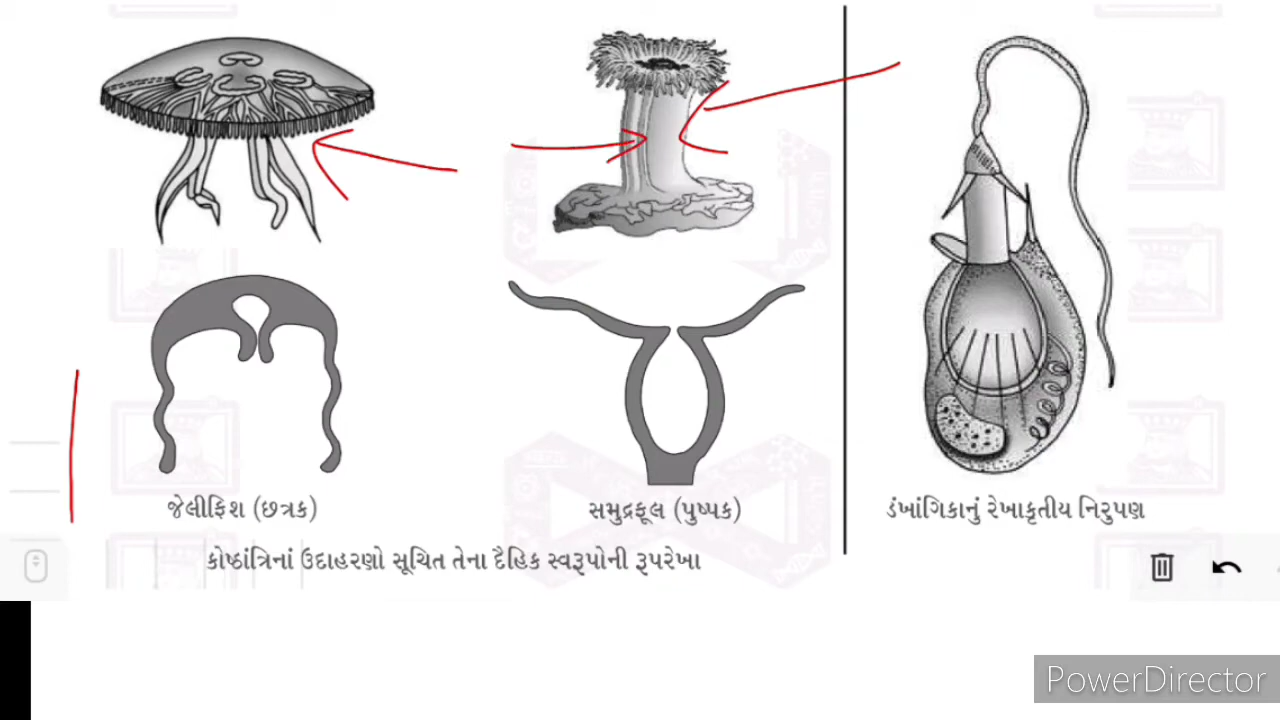 જેલીફિશ (છત્રક)
સમુદ્રફૂલ (પુષ્પક)
ડંખાંગિકાનું રેખાકૃતીય નિરુપણ
કોષ્ઠાંત્રિનાં ઉદાહરણો સૂચિત તેના દૈહિક સ્વરૂપોની રૂપરેખા
PowerDirector